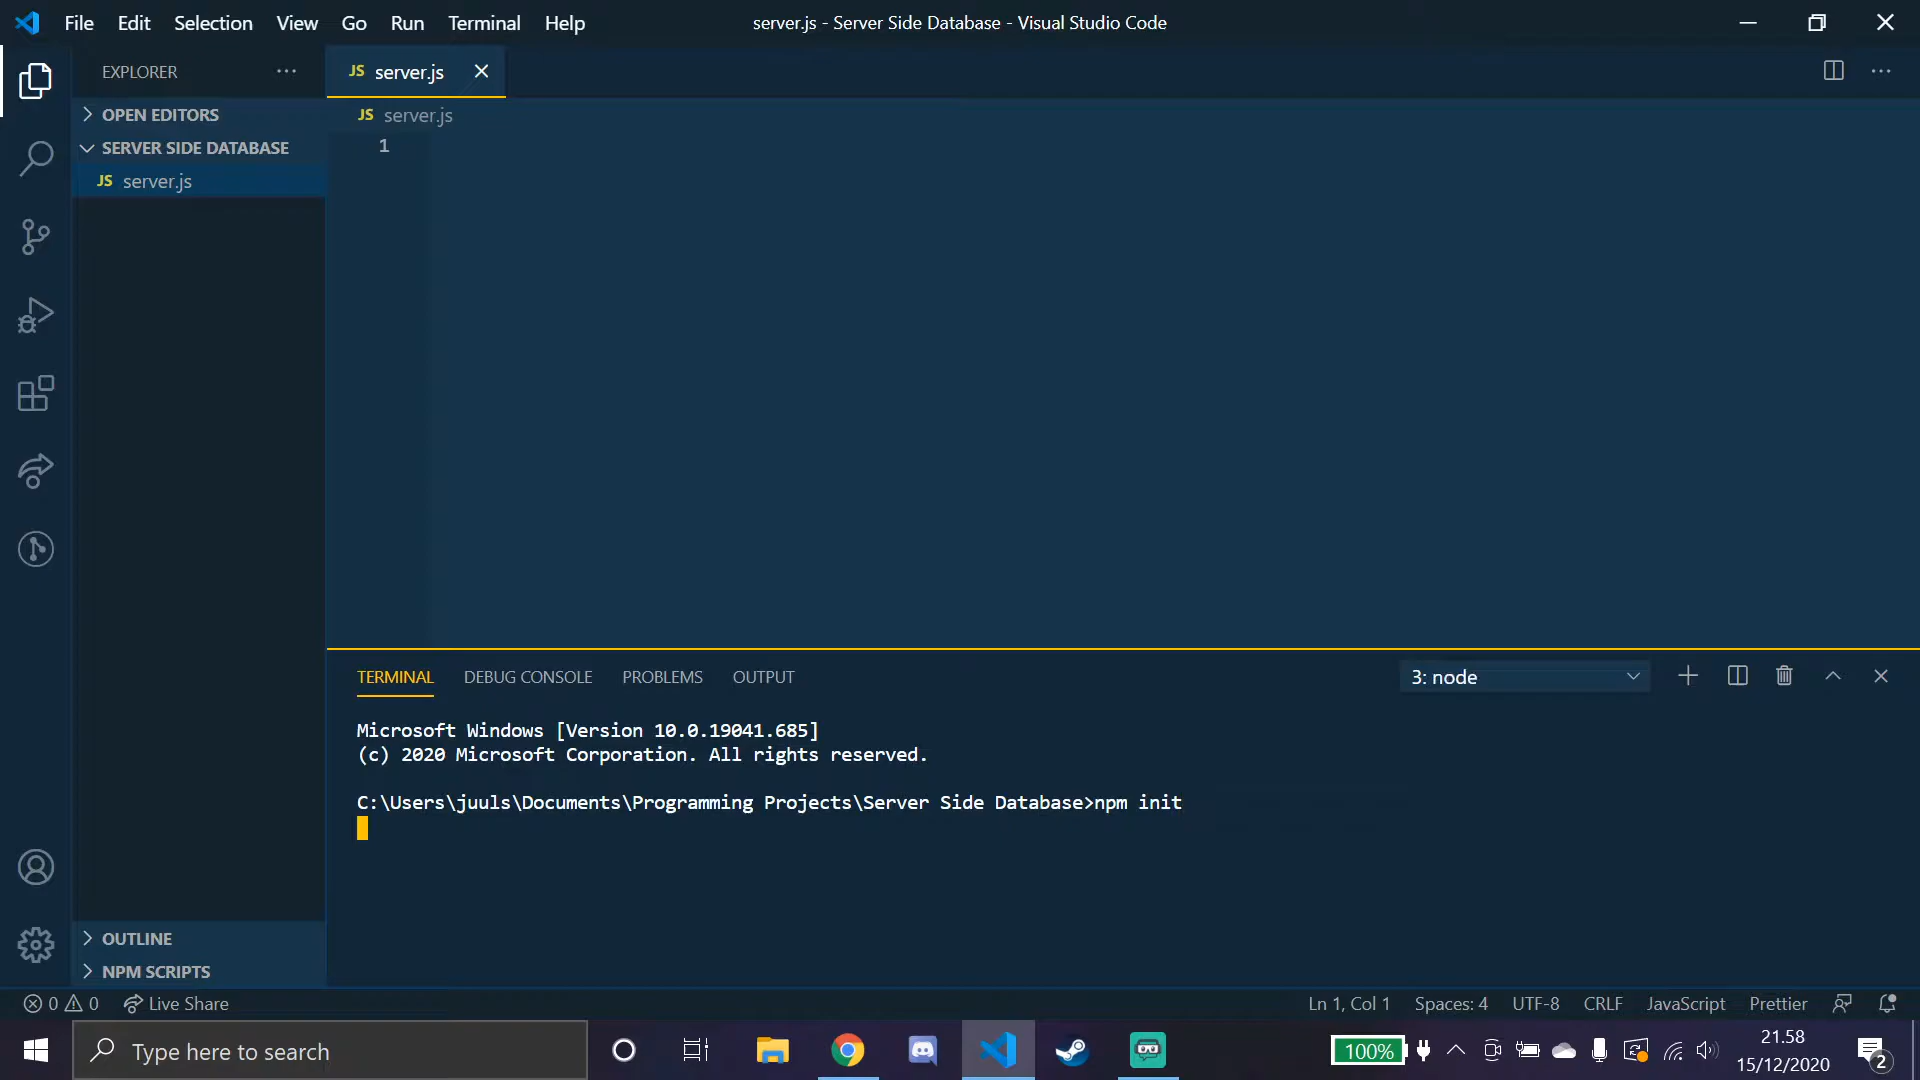 File Edit Selection View Go Run Terminal Help
server.js - Server Side Database - Visual Studio Code
EXPLORER
JS server.js
OPEN EDITORS
JS server.js
SERVER SIDE DATABASE
1
JS server.js
TERMINAL DEBUG CONSOLE PROBLEMS OUTPUT
3: node
Microsoft Windows [Version 10.0.19041.685]
(c) 2020 Microsoft Corporation. All rights reserved.
C:\Users\juuls\Documents\Programming Projects\Server Side Database>npm init
OUTLINE
NPM SCRIPTS
0 0 Live Share
Ln 1, Col 1 Spaces: 4 UTF-8 CRLF JavaScript Prettier
Type here to search
100%
21.58
15/12/2020
2